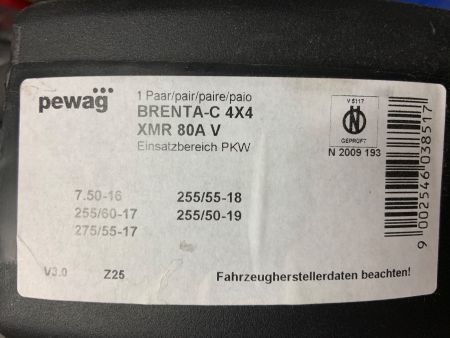 pewag
1 Paar/pair/paire/paio
BRENTA-C 4X4
XMR 80A V
Einsatzbereich PKW
V 5117
N
GEPRÜFT
N 2009 193
7.50-16
255/60-17
275/55-17
255/55-18
255/50-19
9 002546 038517
V3.0 Z25
Fahrzeugherstellerdaten beachten!